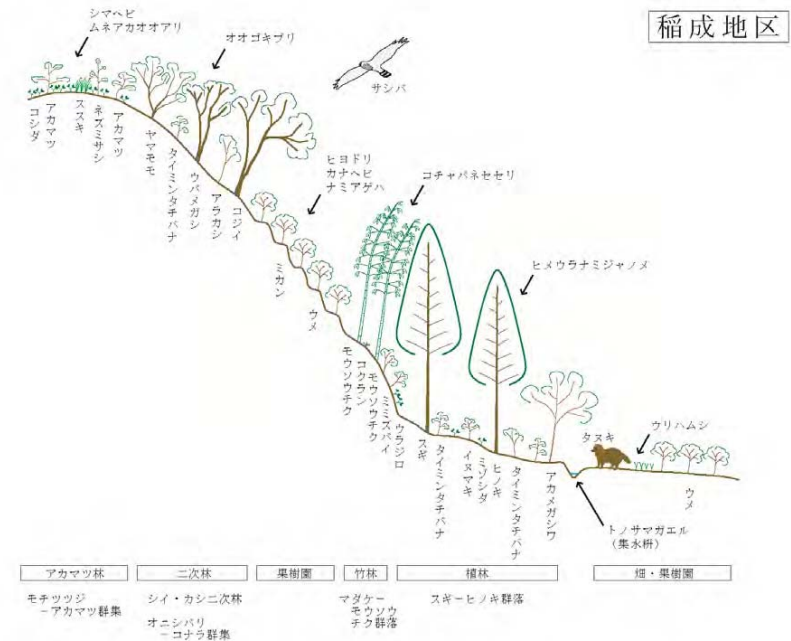 稲成地区
シマヘビ
ムネアカオオアリ
オオゴキブリ
サシバ
ヒヨドリ
カナヘビ
ナミアゲハ
コチャバネセセリ
ヒメウラナミジャノメ
コシダ
アカマツ
ススキ
ネズミサシ
アカマツ
ヤマモモ
タイミンタチバナ
ウバメガシ
アラカシ
コジイ
ミカン
ウメ
モウソウチク
コクラン
モウソウチク
ミミズバイ
ウラジロ
スギ
タイミンタチバナ
イヌマキ
ミゾシダ
ヒノキ
タイミンタチバナ
アカメガシワ
タヌキ
ウリハムシ
ウメ
トノサマガエル
(集水枡)
アカマツ林
二次林
果樹園
竹林
植林
畑・果樹園
モチツツジ
－アカマツ群集
シイ・カシ二次林
オニシバリ
－コナラ群集
マダケー
モウソウ
チク群落
スギーヒノキ群落